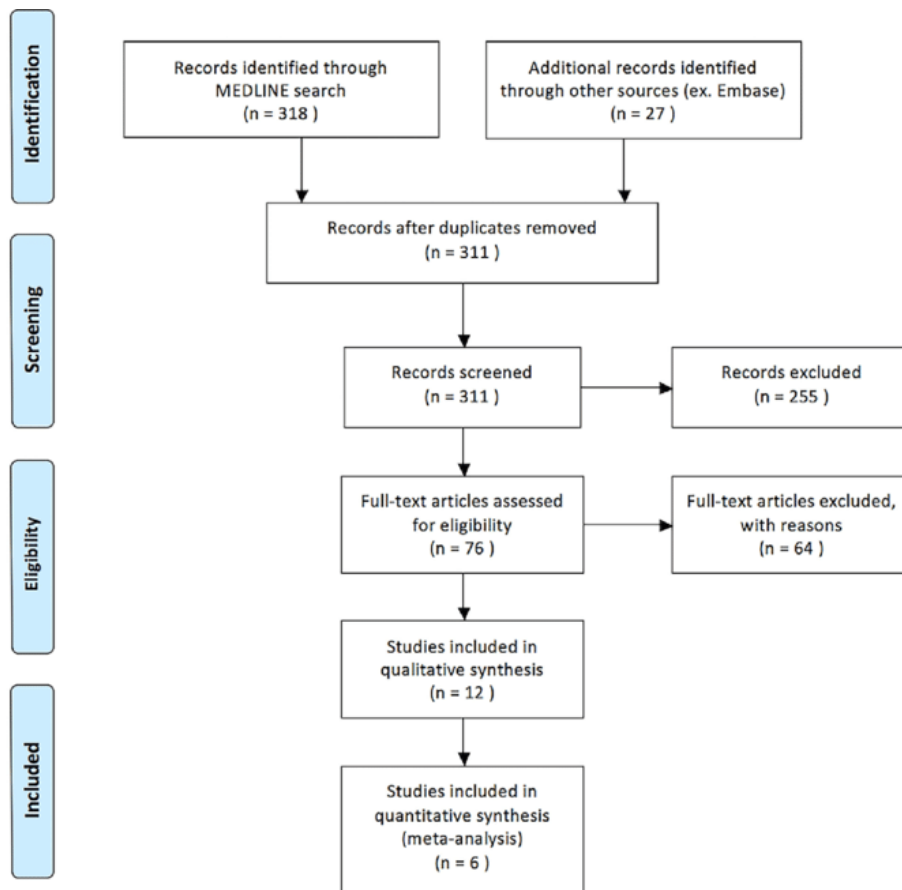 Identification
Records identified through
MEDLINE search
(n = 318 )
Additional records identified
through other sources (ex. Embase)
(n = 27 )
Records after duplicates removed
(n = 311 )
Screening
Records screened
(n = 311 )
Records excluded
(n = 255 )
Eligibility
Full-text articles assessed
for eligibility
(n = 76 )
Full-text articles excluded,
with reasons
(n = 64 )
Studies included in
qualitative synthesis
(n = 12 )
Included
Studies included in
quantitative synthesis
(meta-analysis)
(n = 6 )